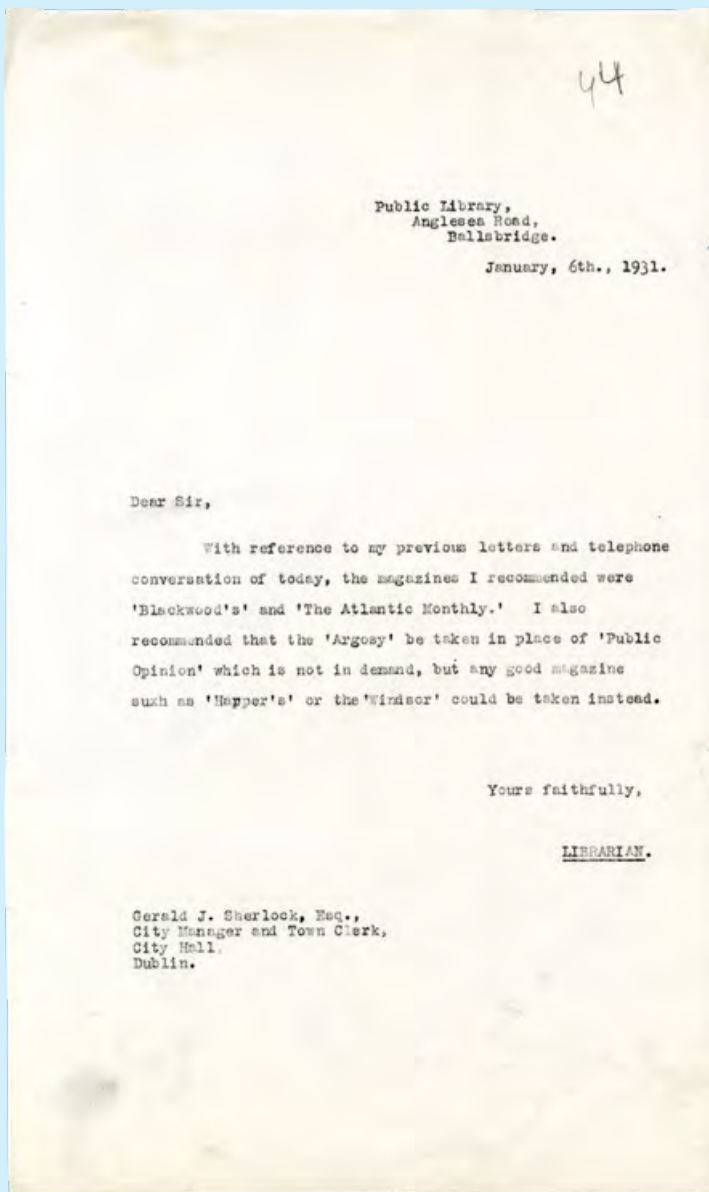 44
Public Library,
Anglesea Road,
Ballsbridge.
January, 6th., 1931.
Dear Sir,
With reference to my previous letters and telephone
conversation of today, the magazines I recommended were
'Blackwood's' and 'The Atlantic Monthly.' I also
recommended that the 'Argosy' be taken in place of 'Public
Opinion' which is not in demand, but any good magazine
suxh as 'Happer's' or the 'Windsor' could be taken instead.
Yours faithfully,
LIBRARIAN.
Gerald J. Sherlock, Esq.,
City Manager and Town Clerk,
City Hall,
Dublin.